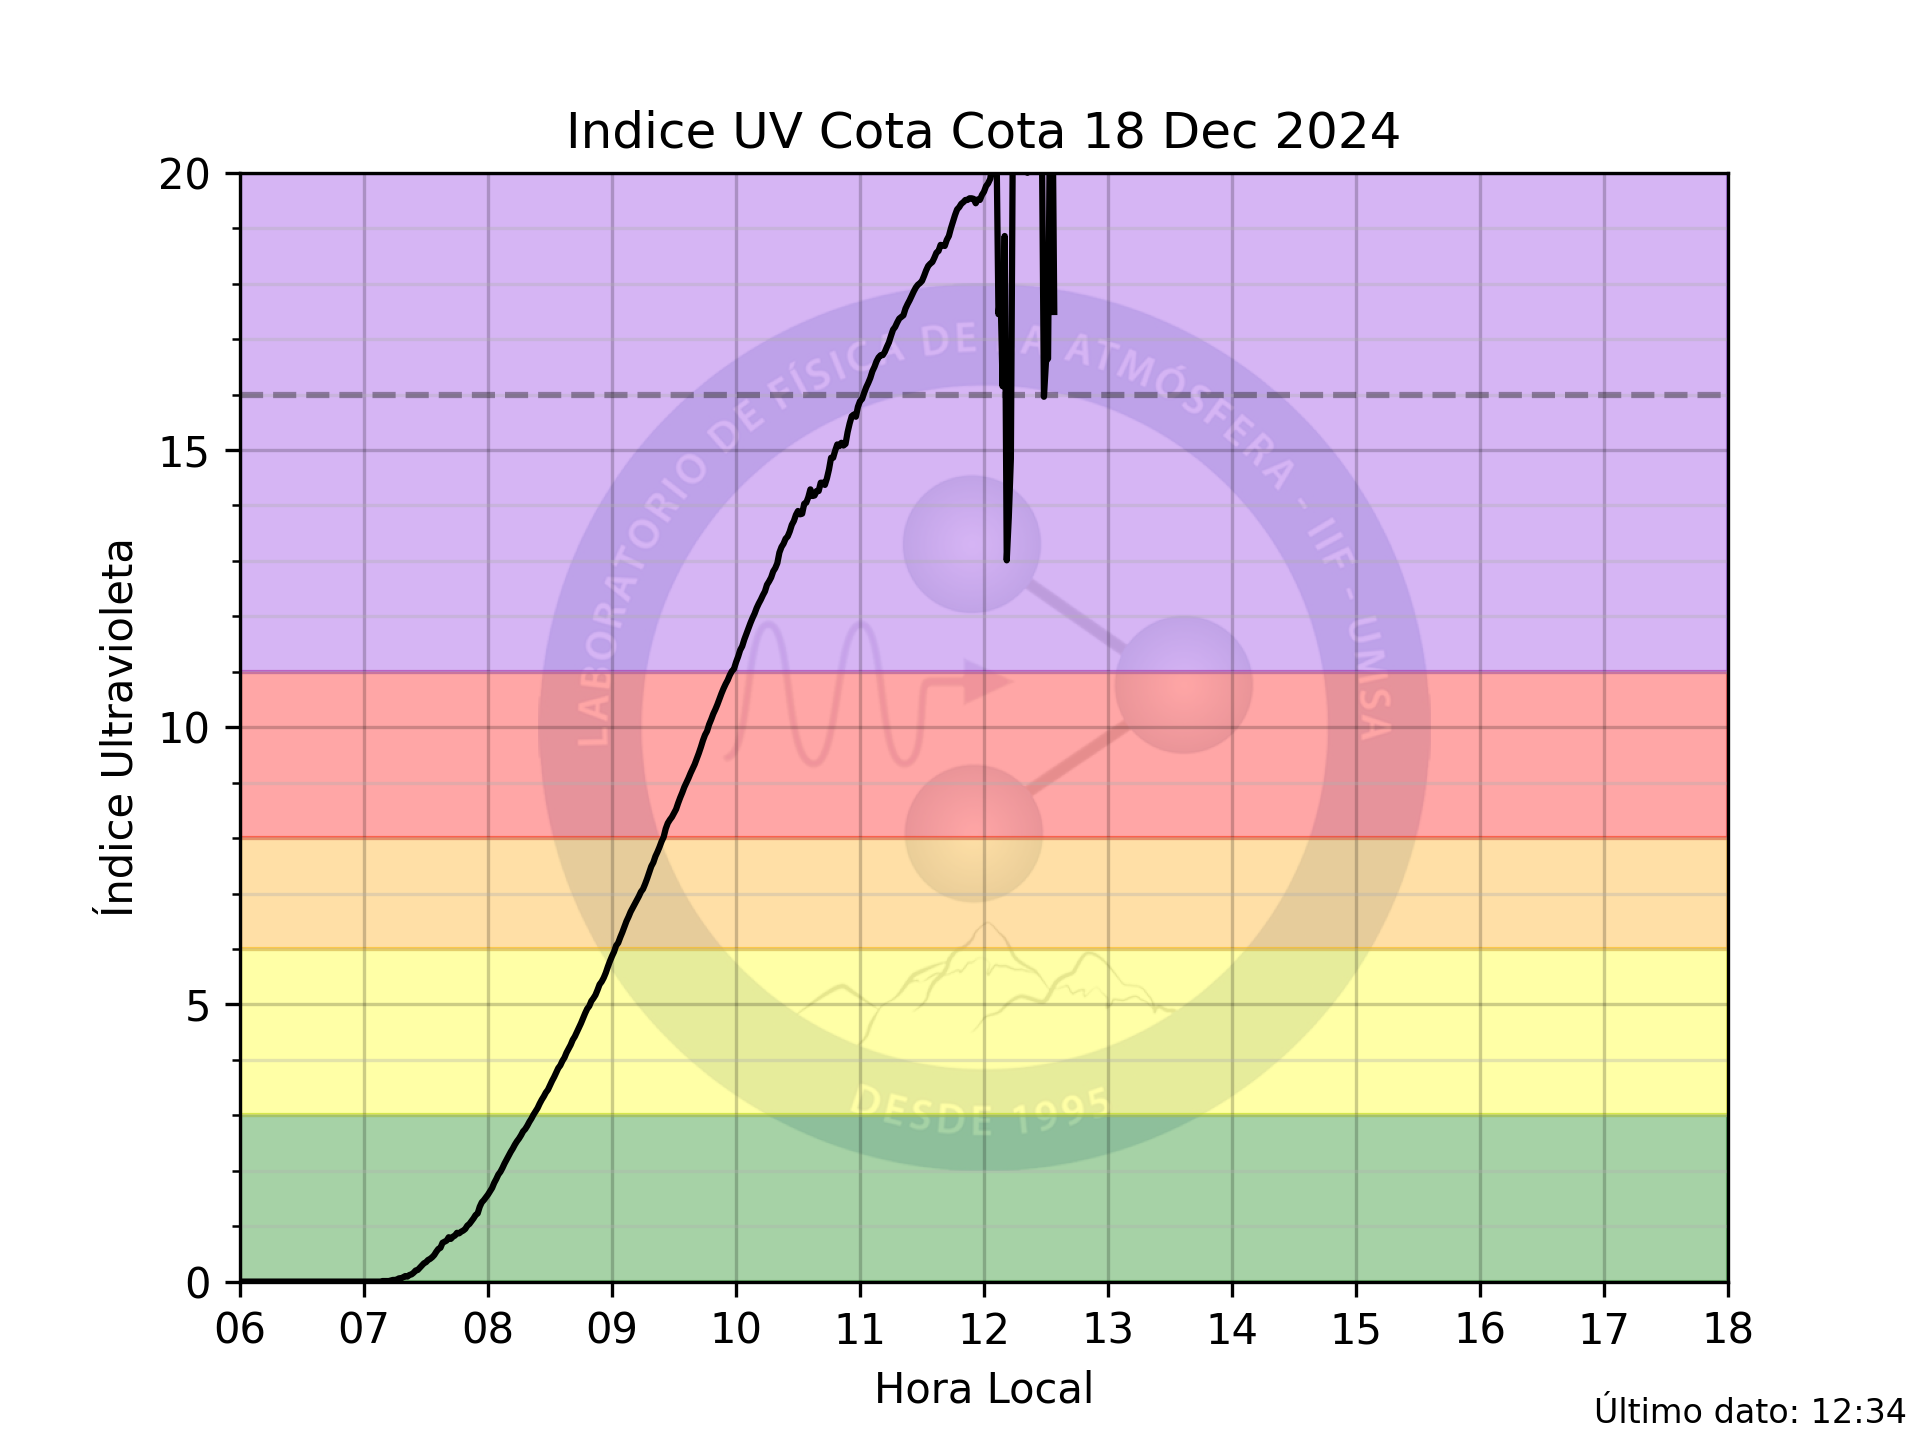 Indice UV Cota Cota 18 Dec 2024
20
15
10
5
0
Índice Ultravioleta
LABORATORIO DE FÍSICA DE LA ATMÓSFERA - IIF - UMSA
DESDE 1995
06 07 08 09 10 11 12 13 14 15 16 17 18
Hora Local
Último dato: 12:34